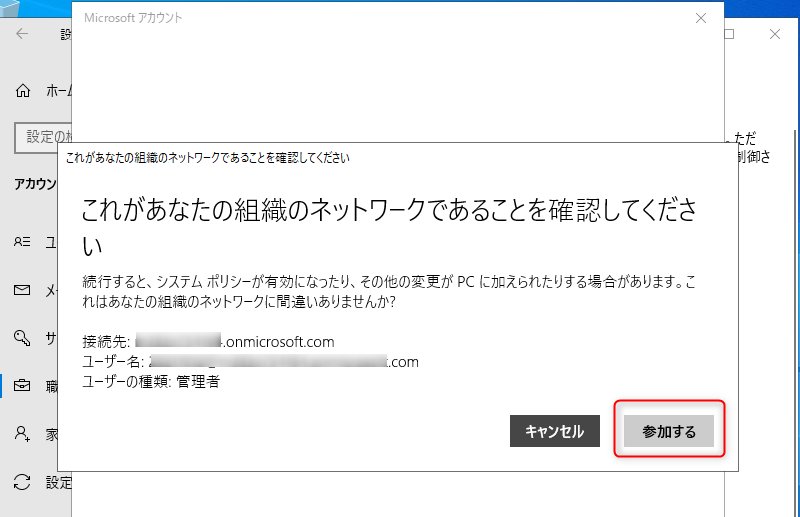 Microsoft アカウント
設
ホーム
設定の検
アカウン
ただ
制御さ
これがあなたの組織のネットワークであることを確認してください
これがあなたの組織のネットワークであることを確認してくださ
い
続行すると、システム ポリシーが有効になったり、その他の変更が PC に加えられたりする場合があります。こ
れはあなたの組織のネットワークに間違いありませんか?
接続先: .onmicrosoft.com
ユーザー名: .com
ユーザーの種類: 管理者
キャンセル
参加する
ユ
メー
サ
職
家
設定